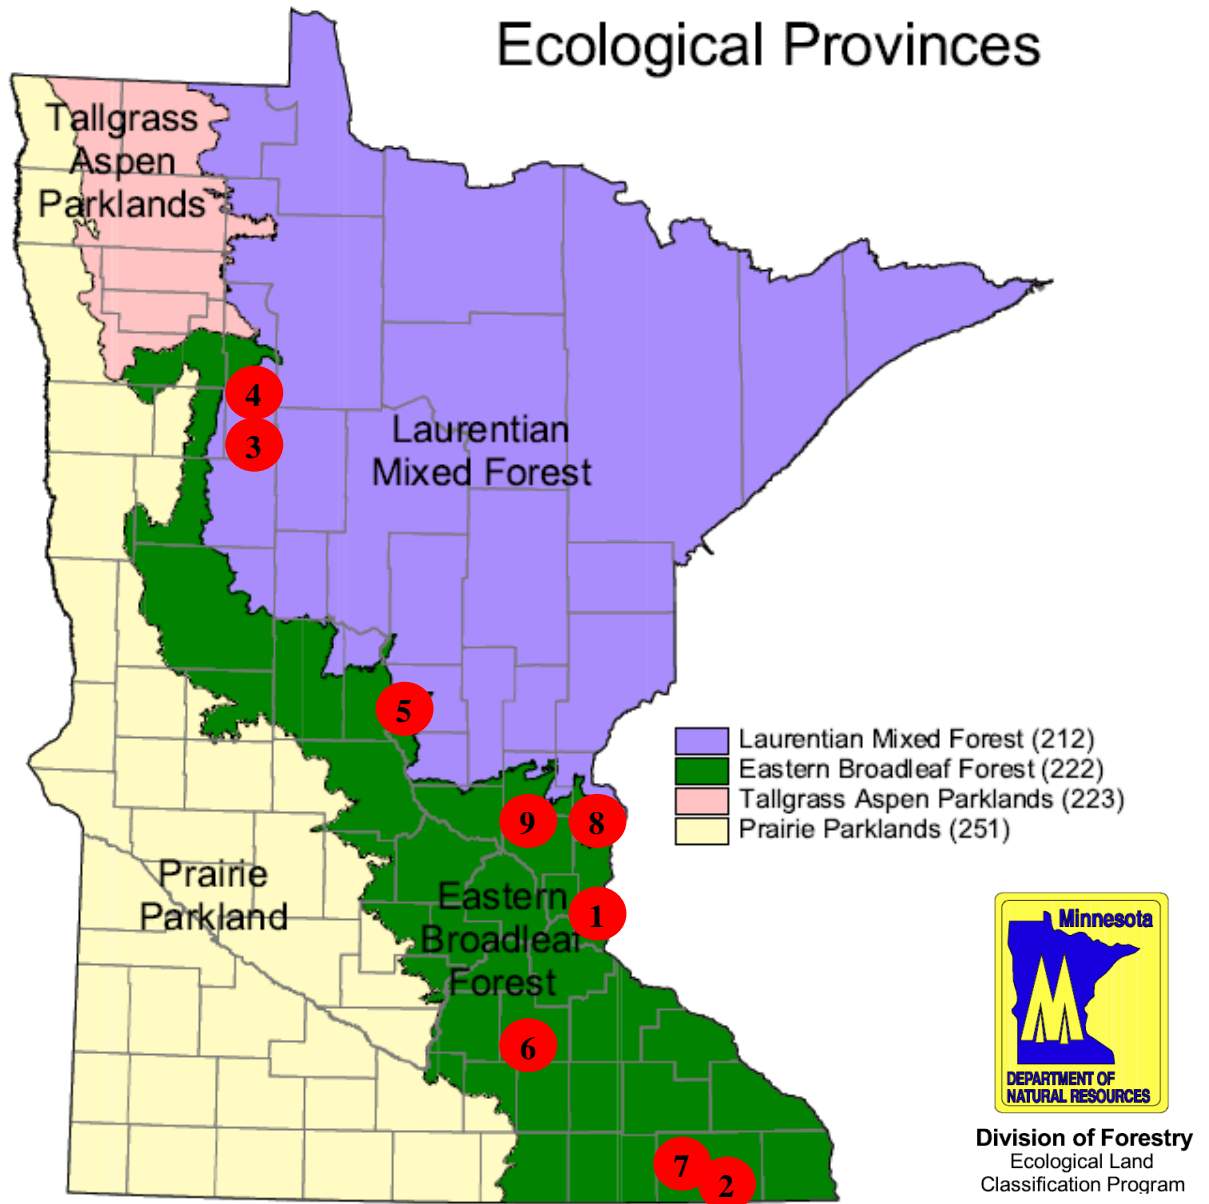 Ecological Provinces
Tallgrass
Aspen
Parklands
4
3
Laurentian
Mixed Forest
5
Laurentian Mixed Forest (212)
Eastern Broadleaf Forest (222)
Tallgrass Aspen Parklands (223)
Prairie Parklands (251)
9
8
Prairie
Parkland
Eastern
Broadleaf
Forest
1
6
7
2
Minnesota
DEPARTMENT OF
NATURAL RESOURCES
Division of Forestry
Ecological Land
Classification Program